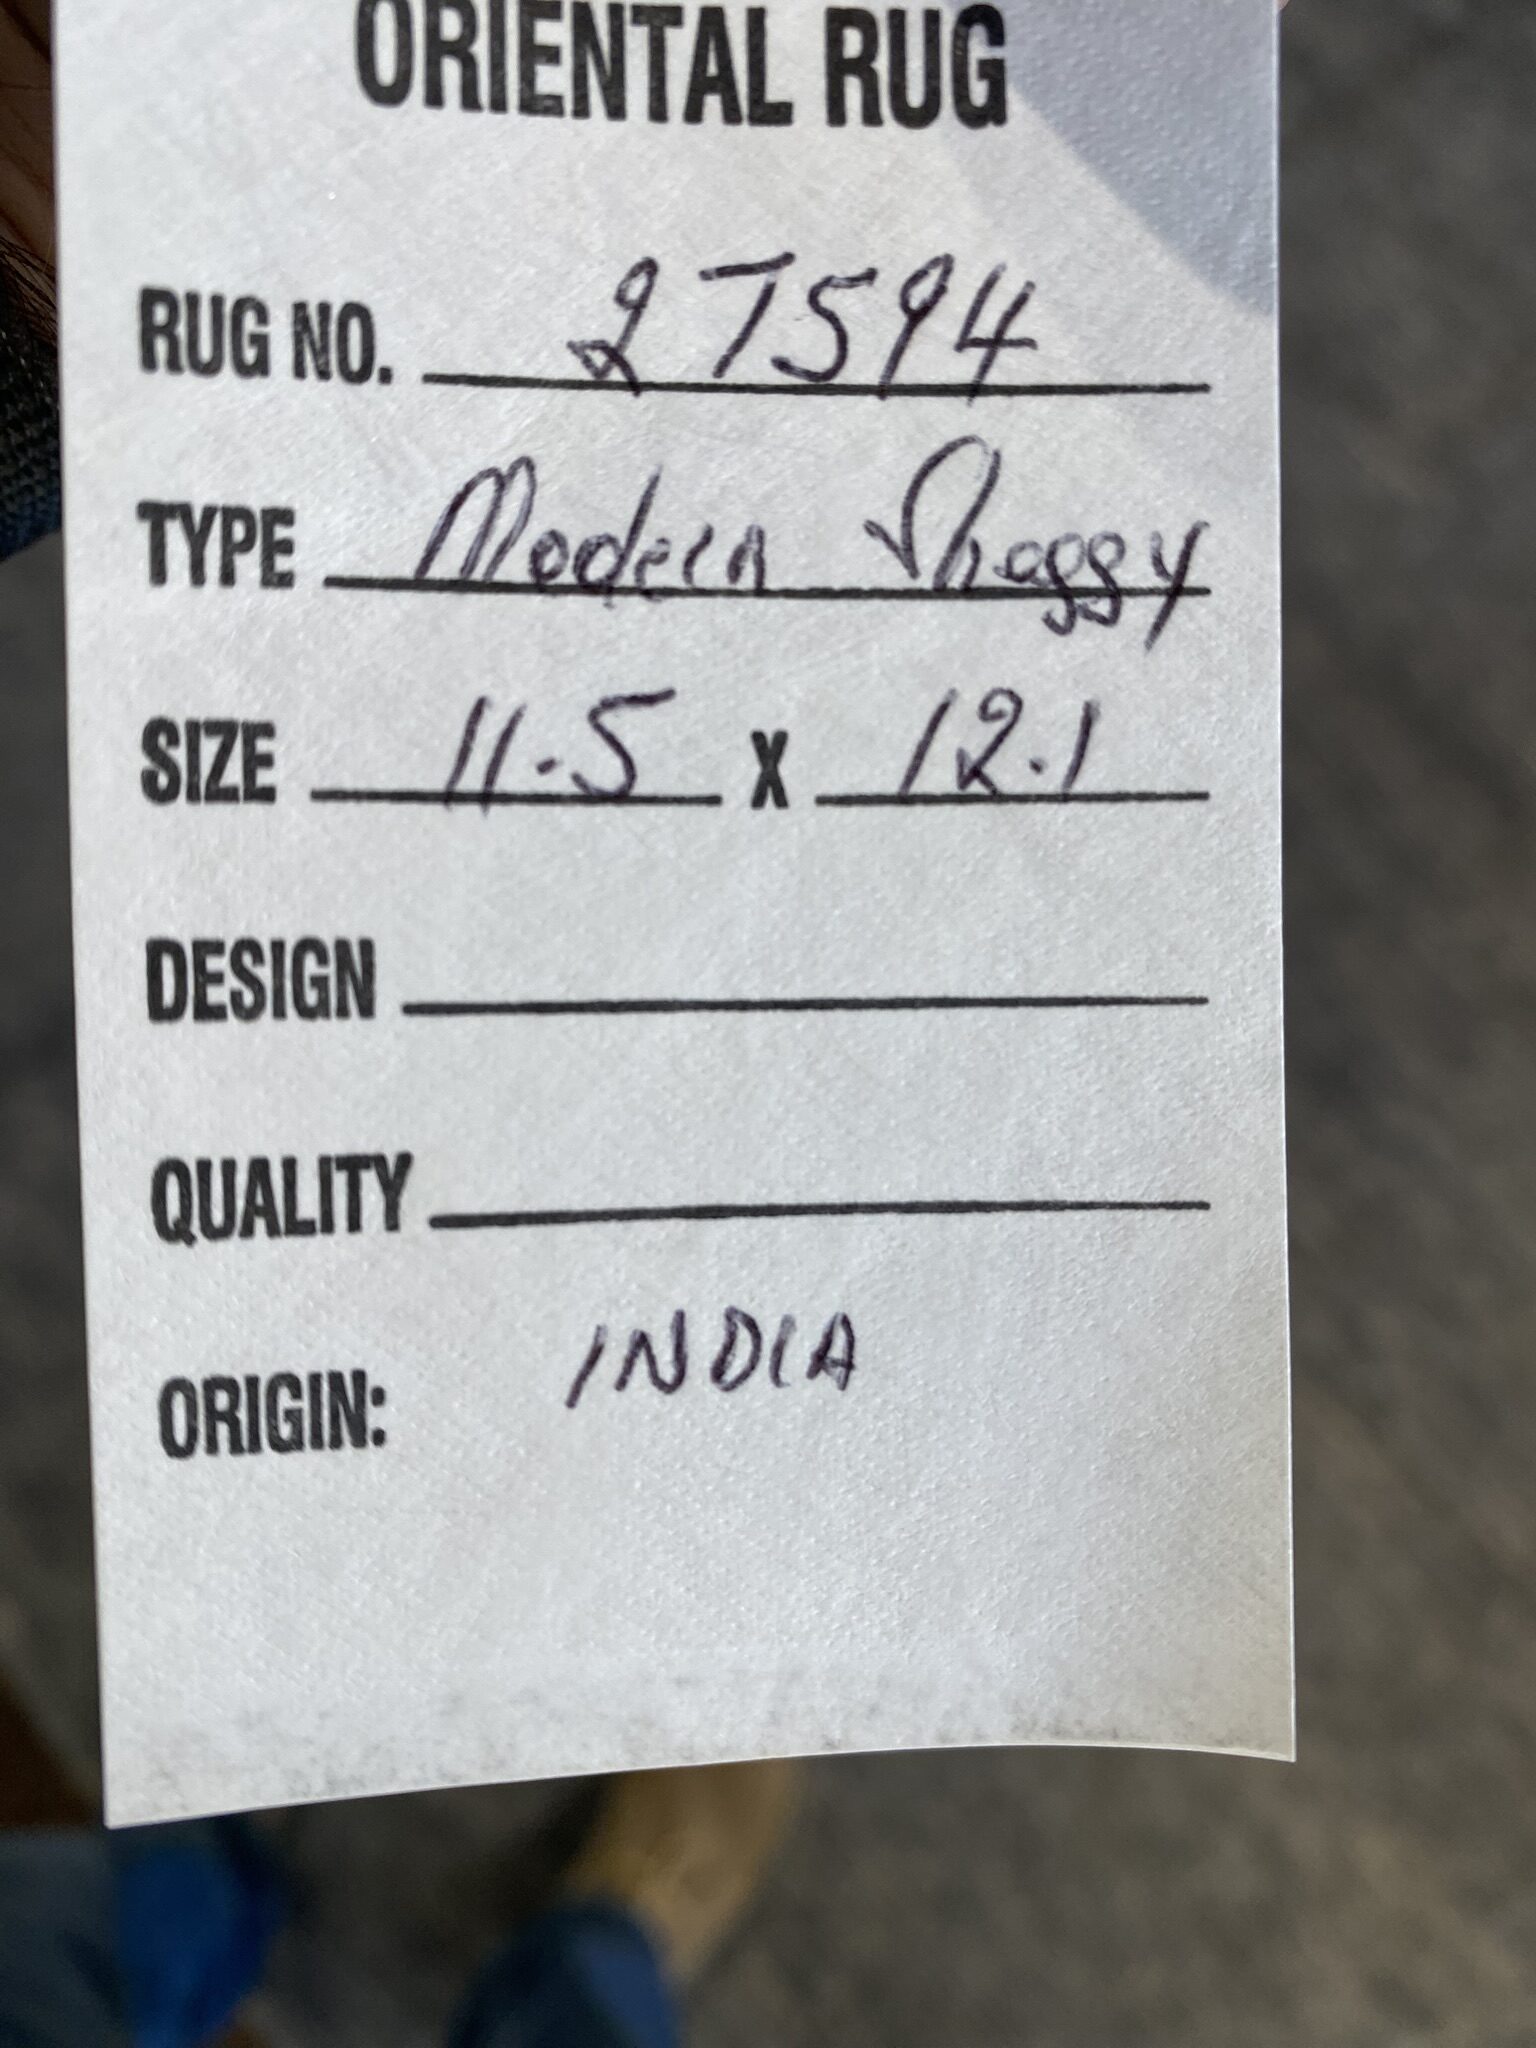 ORIENTAL RUG
RUG NO. 27594
TYPE Modern Shaggy
SIZE 11.5 X 12.1
DESIGN
QUALITY
ORIGIN: INDIA